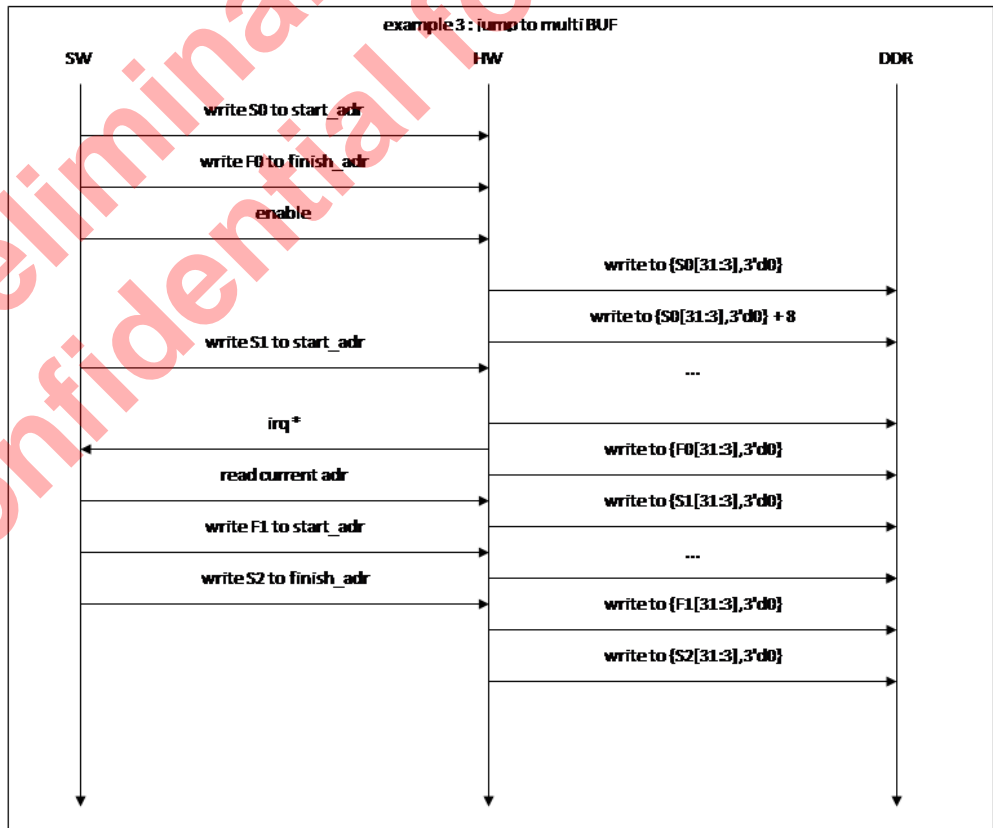 example 3 : jump to multi BUF
SW
HW
DDR
write S0 to start_adr
write F0 to finish_adr
enable
write to {S0[31:3],3'd0}
write to {S0[31:3],3'd0} + 8
write S1 to start_adr
...
irq *
write to {F0[31:3],3'd0}
read current adr
write to {S1[31:3],3'd0}
write F1 to start_adr
...
write S2 to finish_adr
write to {F1[31:3],3'd0}
write to {S2[31:3],3'd0}